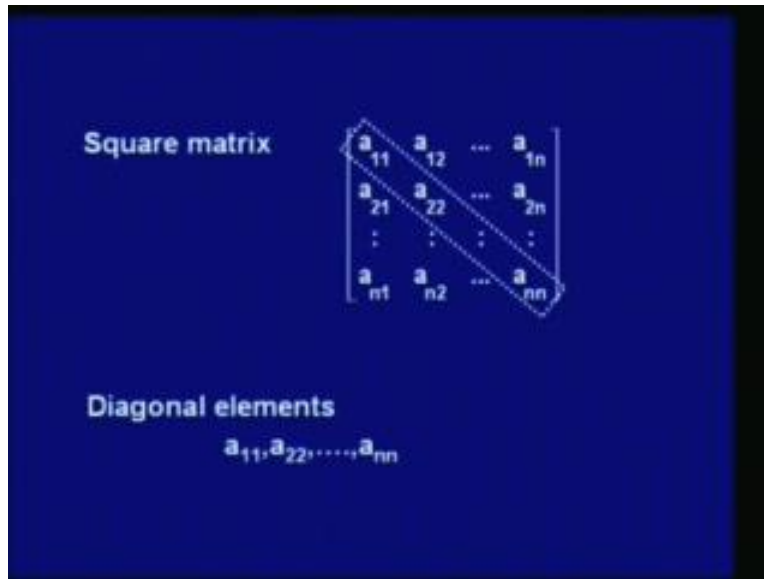 Square matrix
a11 a12 ... a1n
a21 a22 ... a2n
: : : :
an1 an2 ... ann
Diagonal elements
a11,a22,....,ann